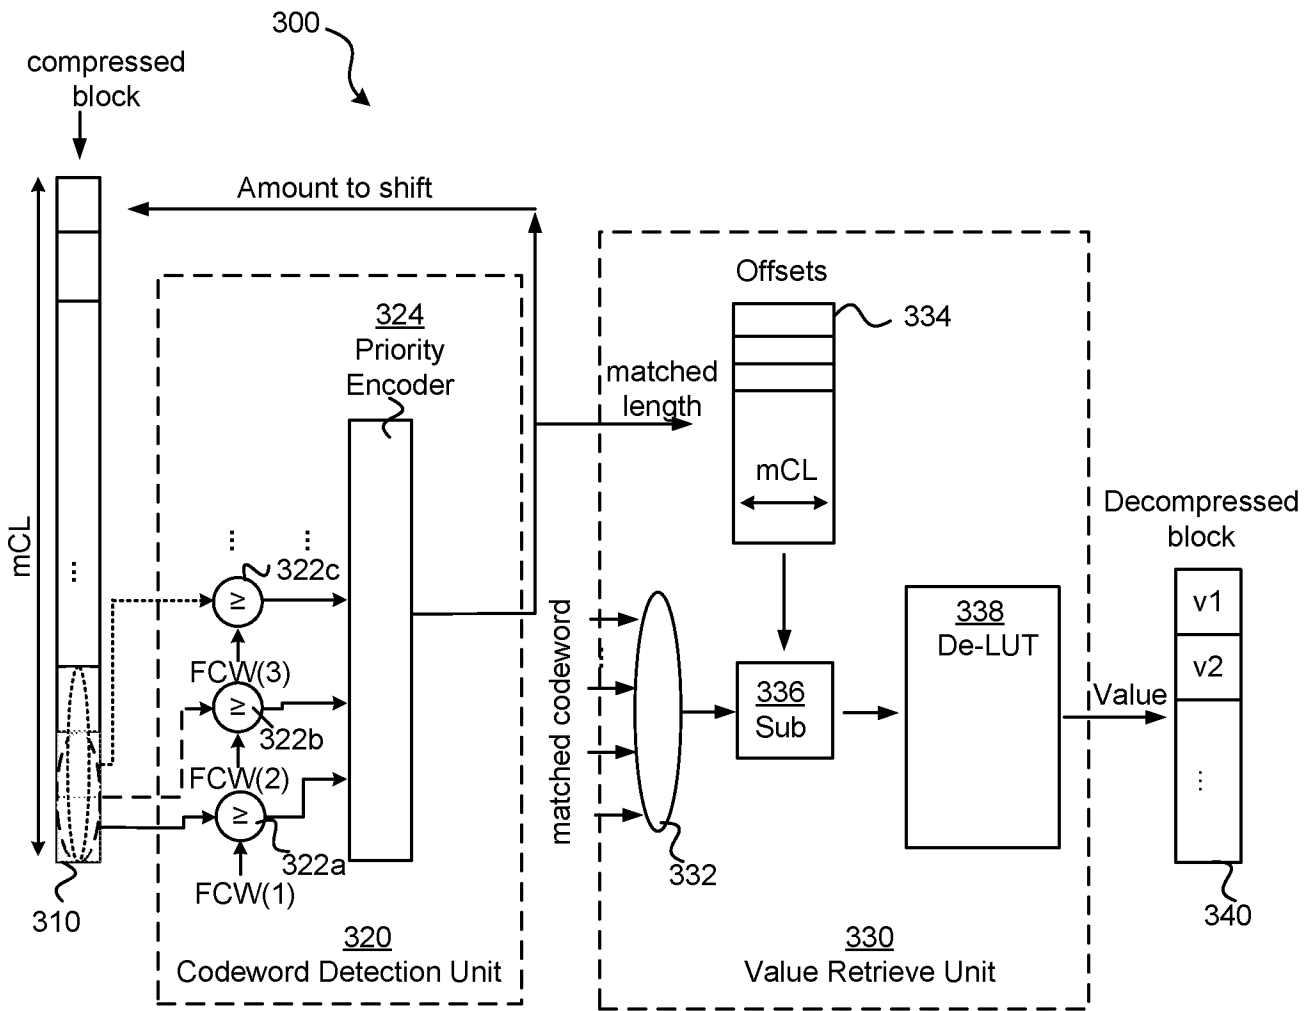 300
compressed
block
Amount to shift
Offsets
334
324
Priority
Encoder
matched
length
mCL
mCL
Decompressed
block
...
...
...
322c
≥
FCW(3)
≥
322b
FCW(2)
≥
322a
FCW(1)
matched codeword
...
332
336
Sub
338
De-LUT
Value
v1
v2
...
310
340
320
Codeword Detection Unit
330
Value Retrieve Unit